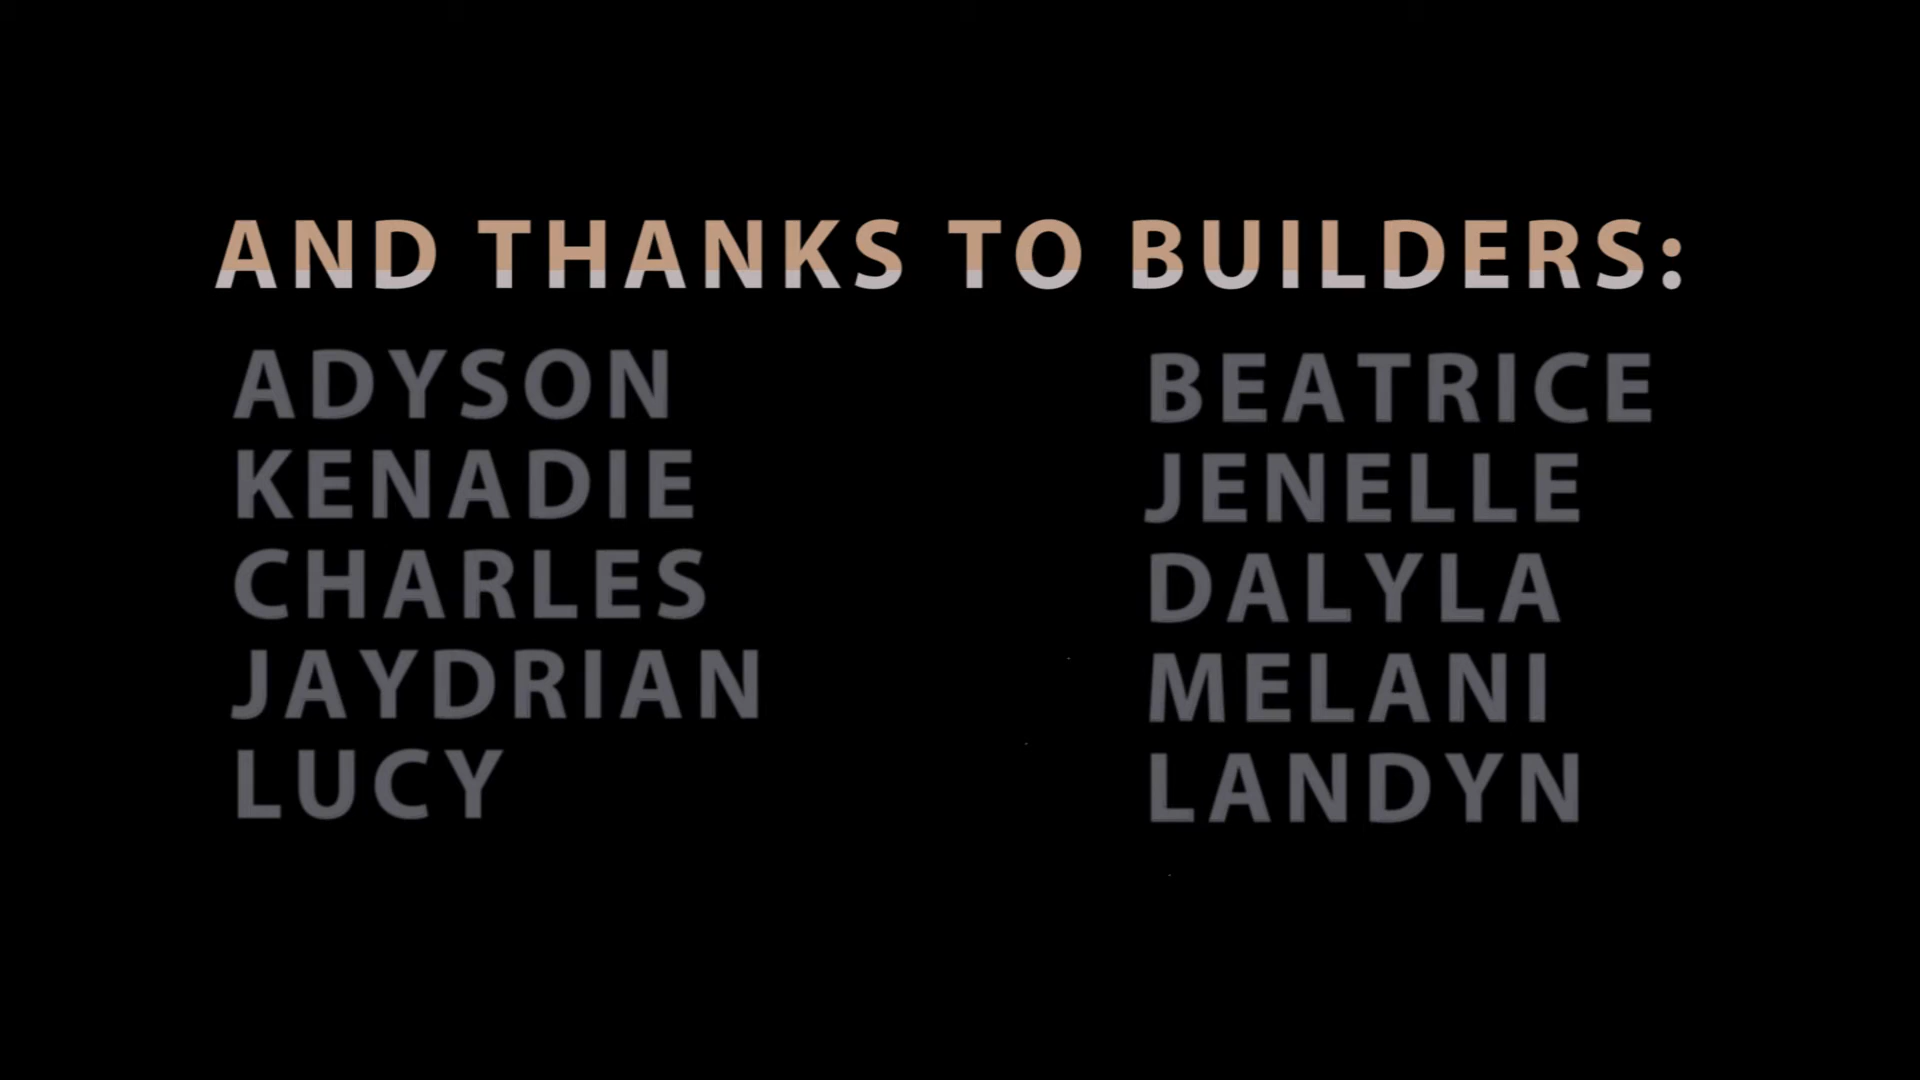 AND THANKS TO BUILDERS:
ADYSON
KENADIE
CHARLES
JAYDRIAN
LUCY
BEATRICE
JENELLE
DALYLA
MELANI
LANDYN